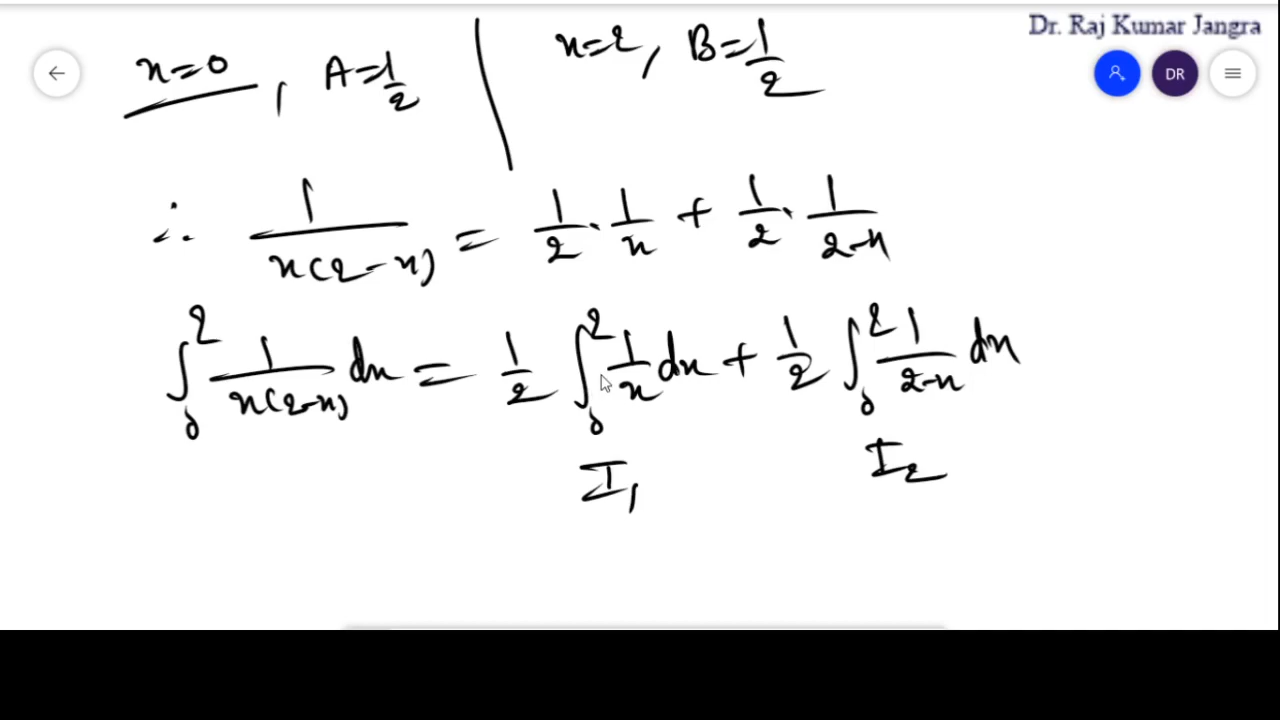 Dr. Raj Kumar Jangra
DR
x=0, A=1/2 | x=2, B=1/2
∴ 1/(x(2-x)) = 1/2 · 1/x + 1/2 · 1/(2-x)
∫₀² 1/(x(2-x)) dx = 1/2 ∫₀² 1/x dx + 1/2 ∫₀² 1/(2-x) dx
I₁ I₂